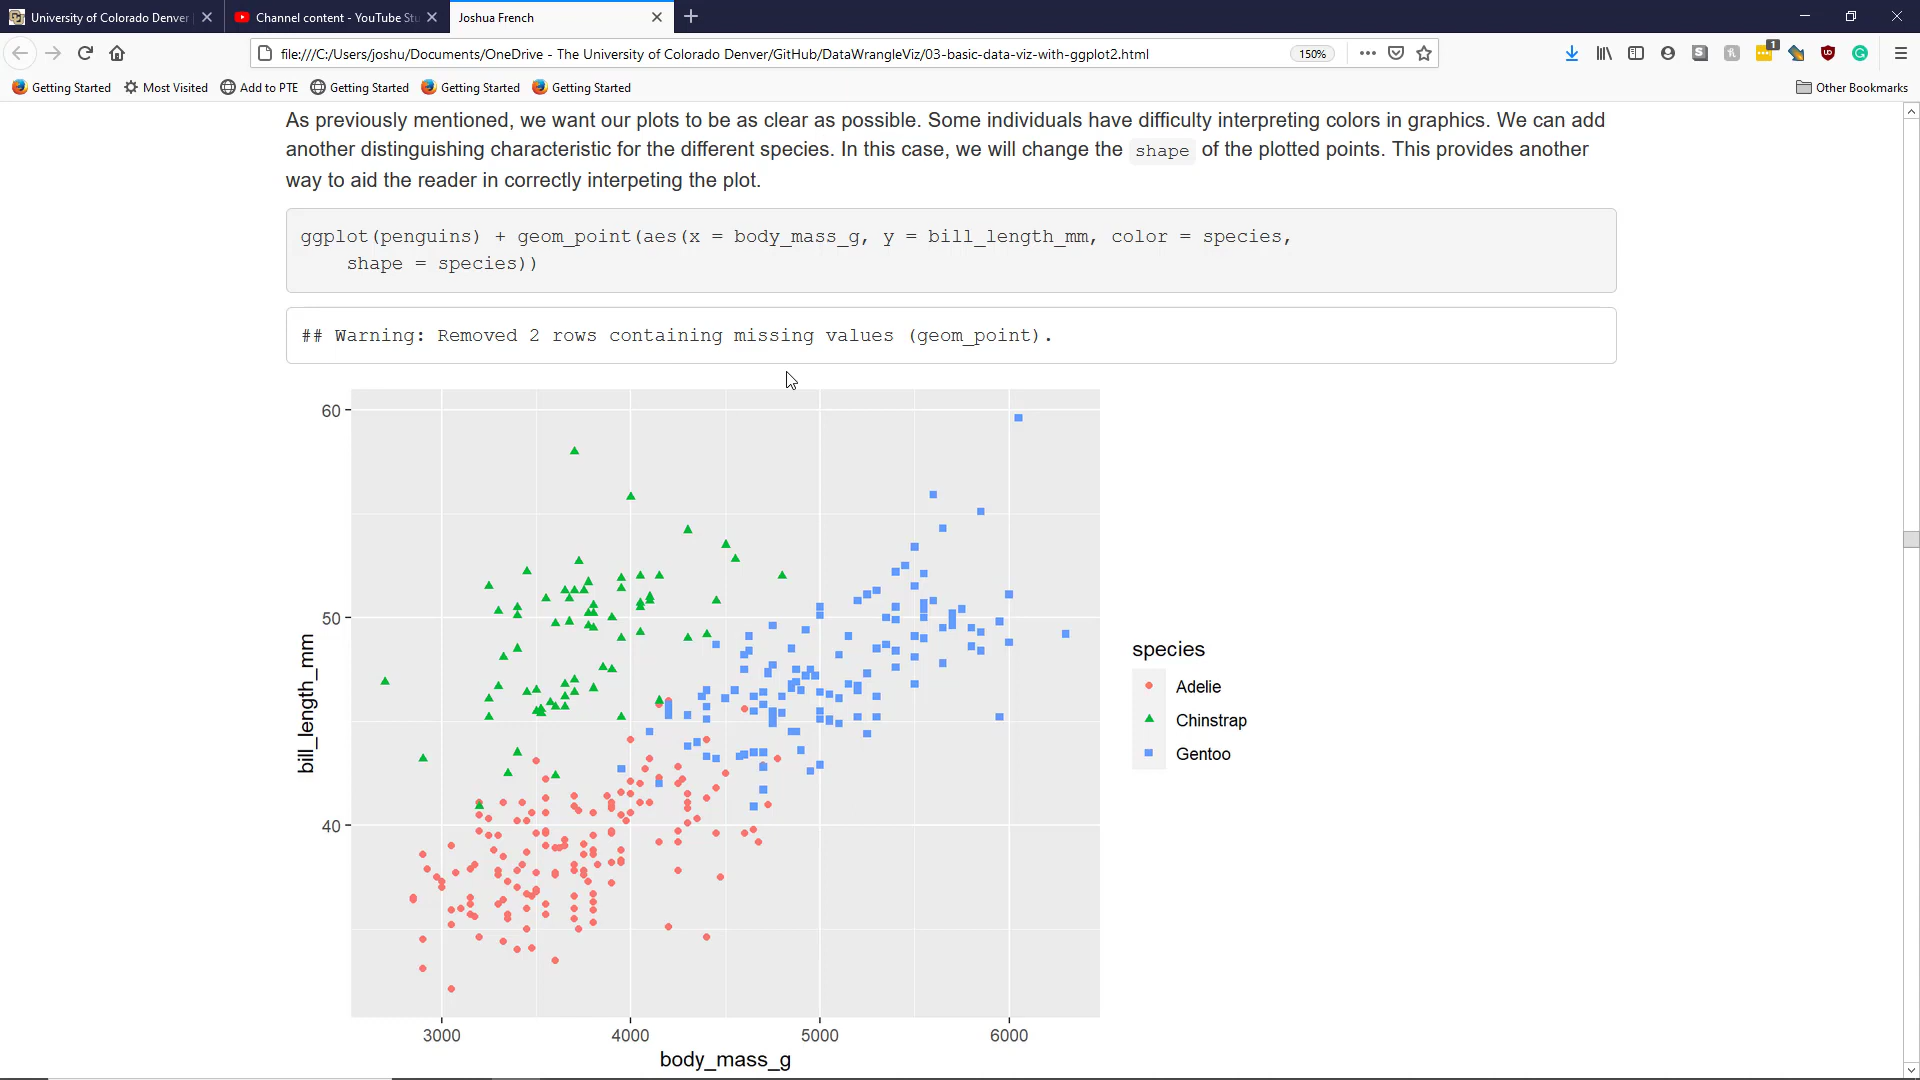 University of Colorado Denver
Channel content - YouTube Stu
Joshua French
file:///C:/Users/joshu/Documents/OneDrive - The University of Colorado Denver/GitHub/DataWrangleViz/03-basic-data-viz-with-ggplot2.html
150%
1
Getting Started
Most Visited
Add to PTE
Getting Started
Getting Started
Getting Started
Other Bookmarks
As previously mentioned, we want our plots to be as clear as possible. Some individuals have difficulty interpreting colors in graphics. We can add
another distinguishing characteristic for the different species. In this case, we will change the shape of the plotted points. This provides another
way to aid the reader in correctly interpeting the plot.
ggplot(penguins) + geom_point(aes(x = body_mass_g, y = bill_length_mm, color = species,
shape = species))
## Warning: Removed 2 rows containing missing values (geom_point).
60
50
40
bill_length_mm
3000
4000
5000
6000
body_mass_g
species
Adelie
Chinstrap
Gentoo